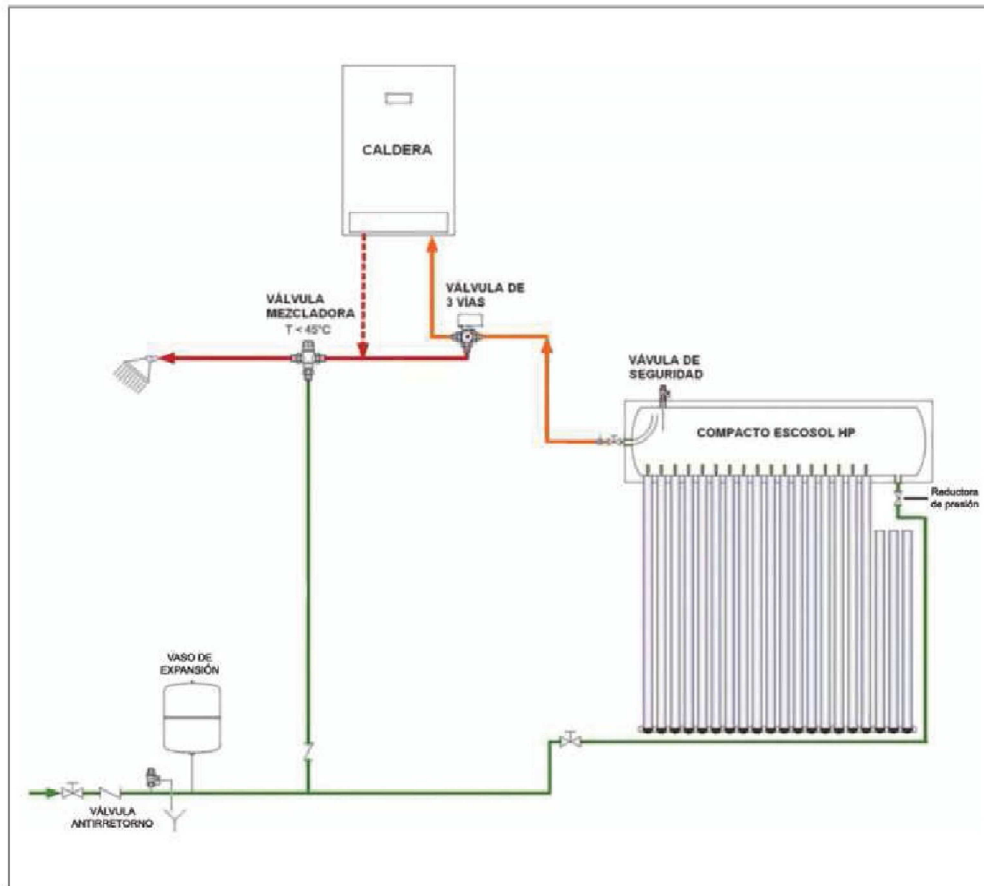 CALDERA
VÁLVULA DE
3 VÍAS
VÁLVULA
MEZCLADORA
T < 45°C
VÁVULA DE
SEGURIDAD
COMPACTO ESCOSOL HP
Reductora
de presión
VASO DE
EXPANSIÓN
VÁLVULA
ANTIRRETORNO